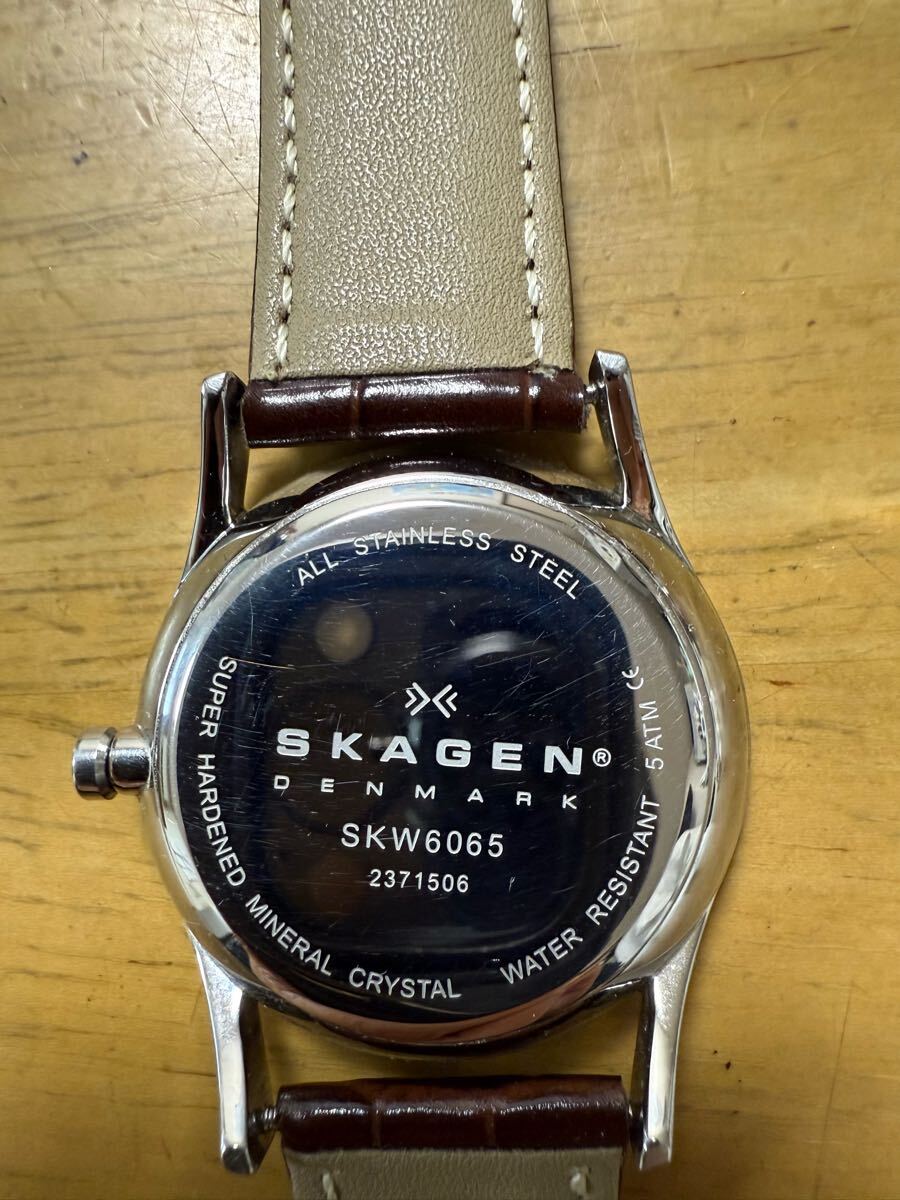 ALL STAINLESS STEEL
SKAGEN®
DENMARK
SKW6065
2371506
SUPER HARDENED MINERAL CRYSTAL
WATER RESISTANT 5 ATM CE